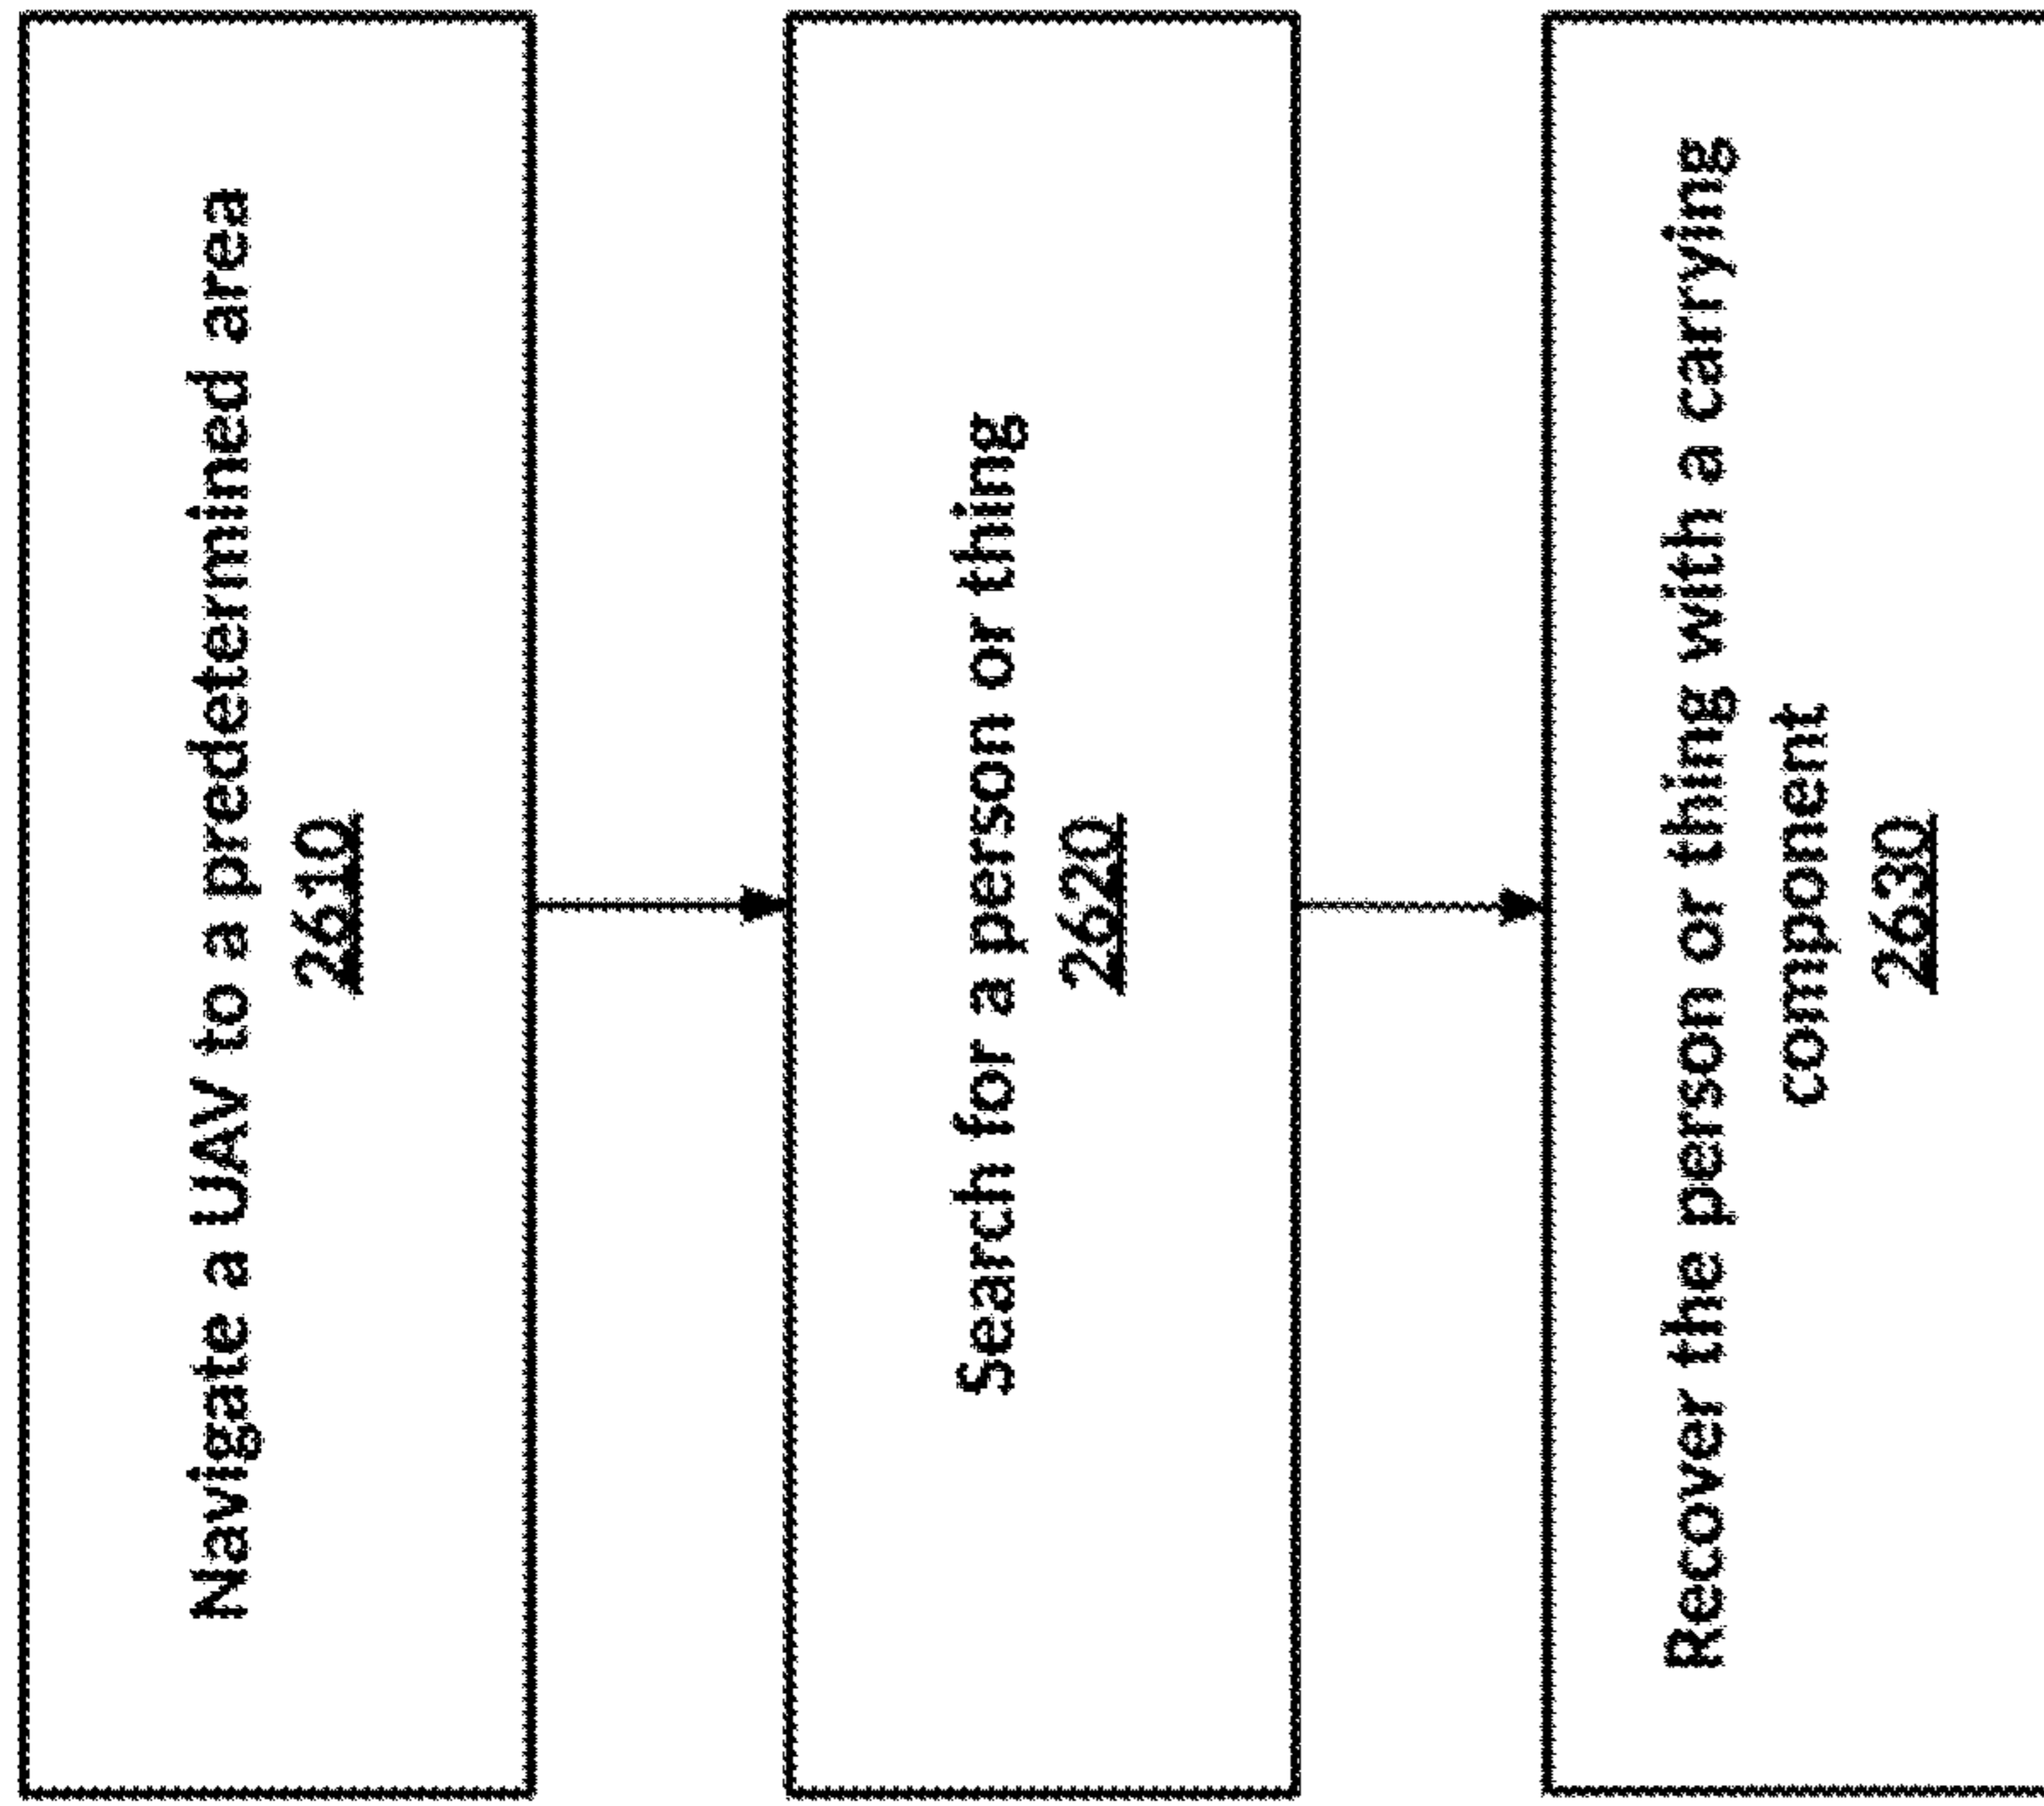 Navigate a UAV to a predetermined area
2610
Search for a person or thing
2620
Recover the person or thing with a carrying
component
2630